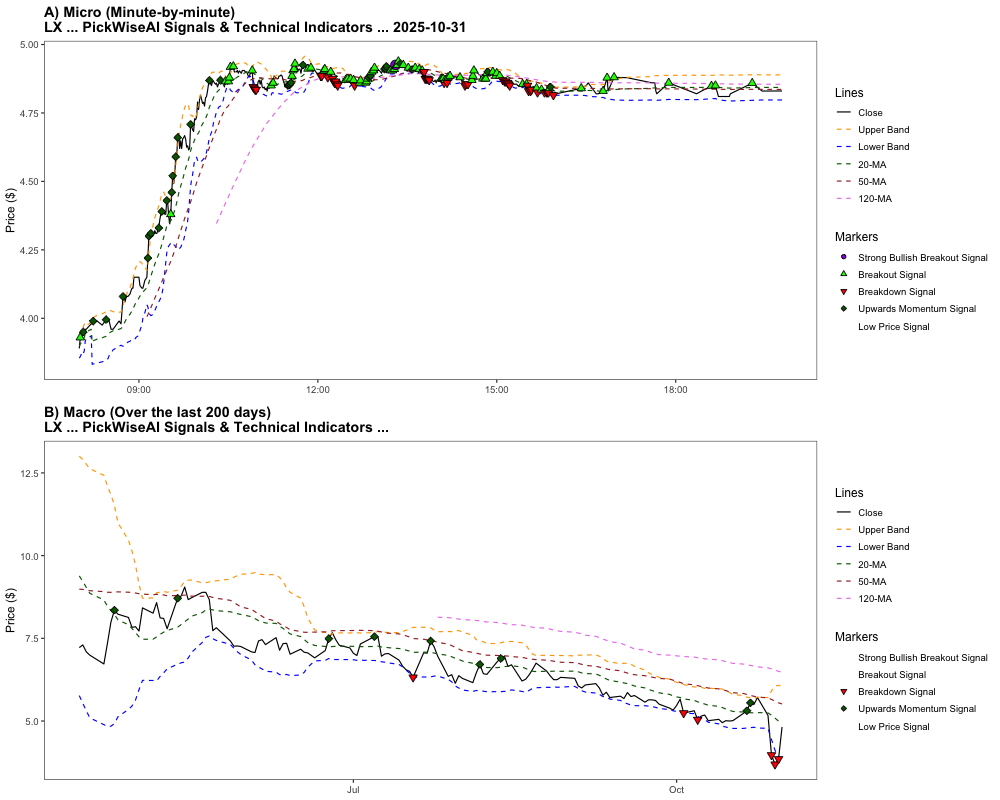 A) Micro (Minute-by-minute)
LX ... PickWiseAI Signals & Technical Indicators ... 2025-10-31
5.00
4.75
4.50
4.25
4.00
Price ($)
09:00
12:00
15:00
18:00
Lines
Close
Upper Band
Lower Band
20-MA
50-MA
120-MA
Markers
Strong Bullish Breakout Signal
Breakout Signal
Breakdown Signal
Upwards Momentum Signal
Low Price Signal
B) Macro (Over the last 200 days)
LX ... PickWiseAI Signals & Technical Indicators ...
12.5
10.0
7.5
5.0
Price ($)
Jul
Oct
Lines
Close
Upper Band
Lower Band
20-MA
50-MA
120-MA
Markers
Strong Bullish Breakout Signal
Breakout Signal
Breakdown Signal
Upwards Momentum Signal
Low Price Signal